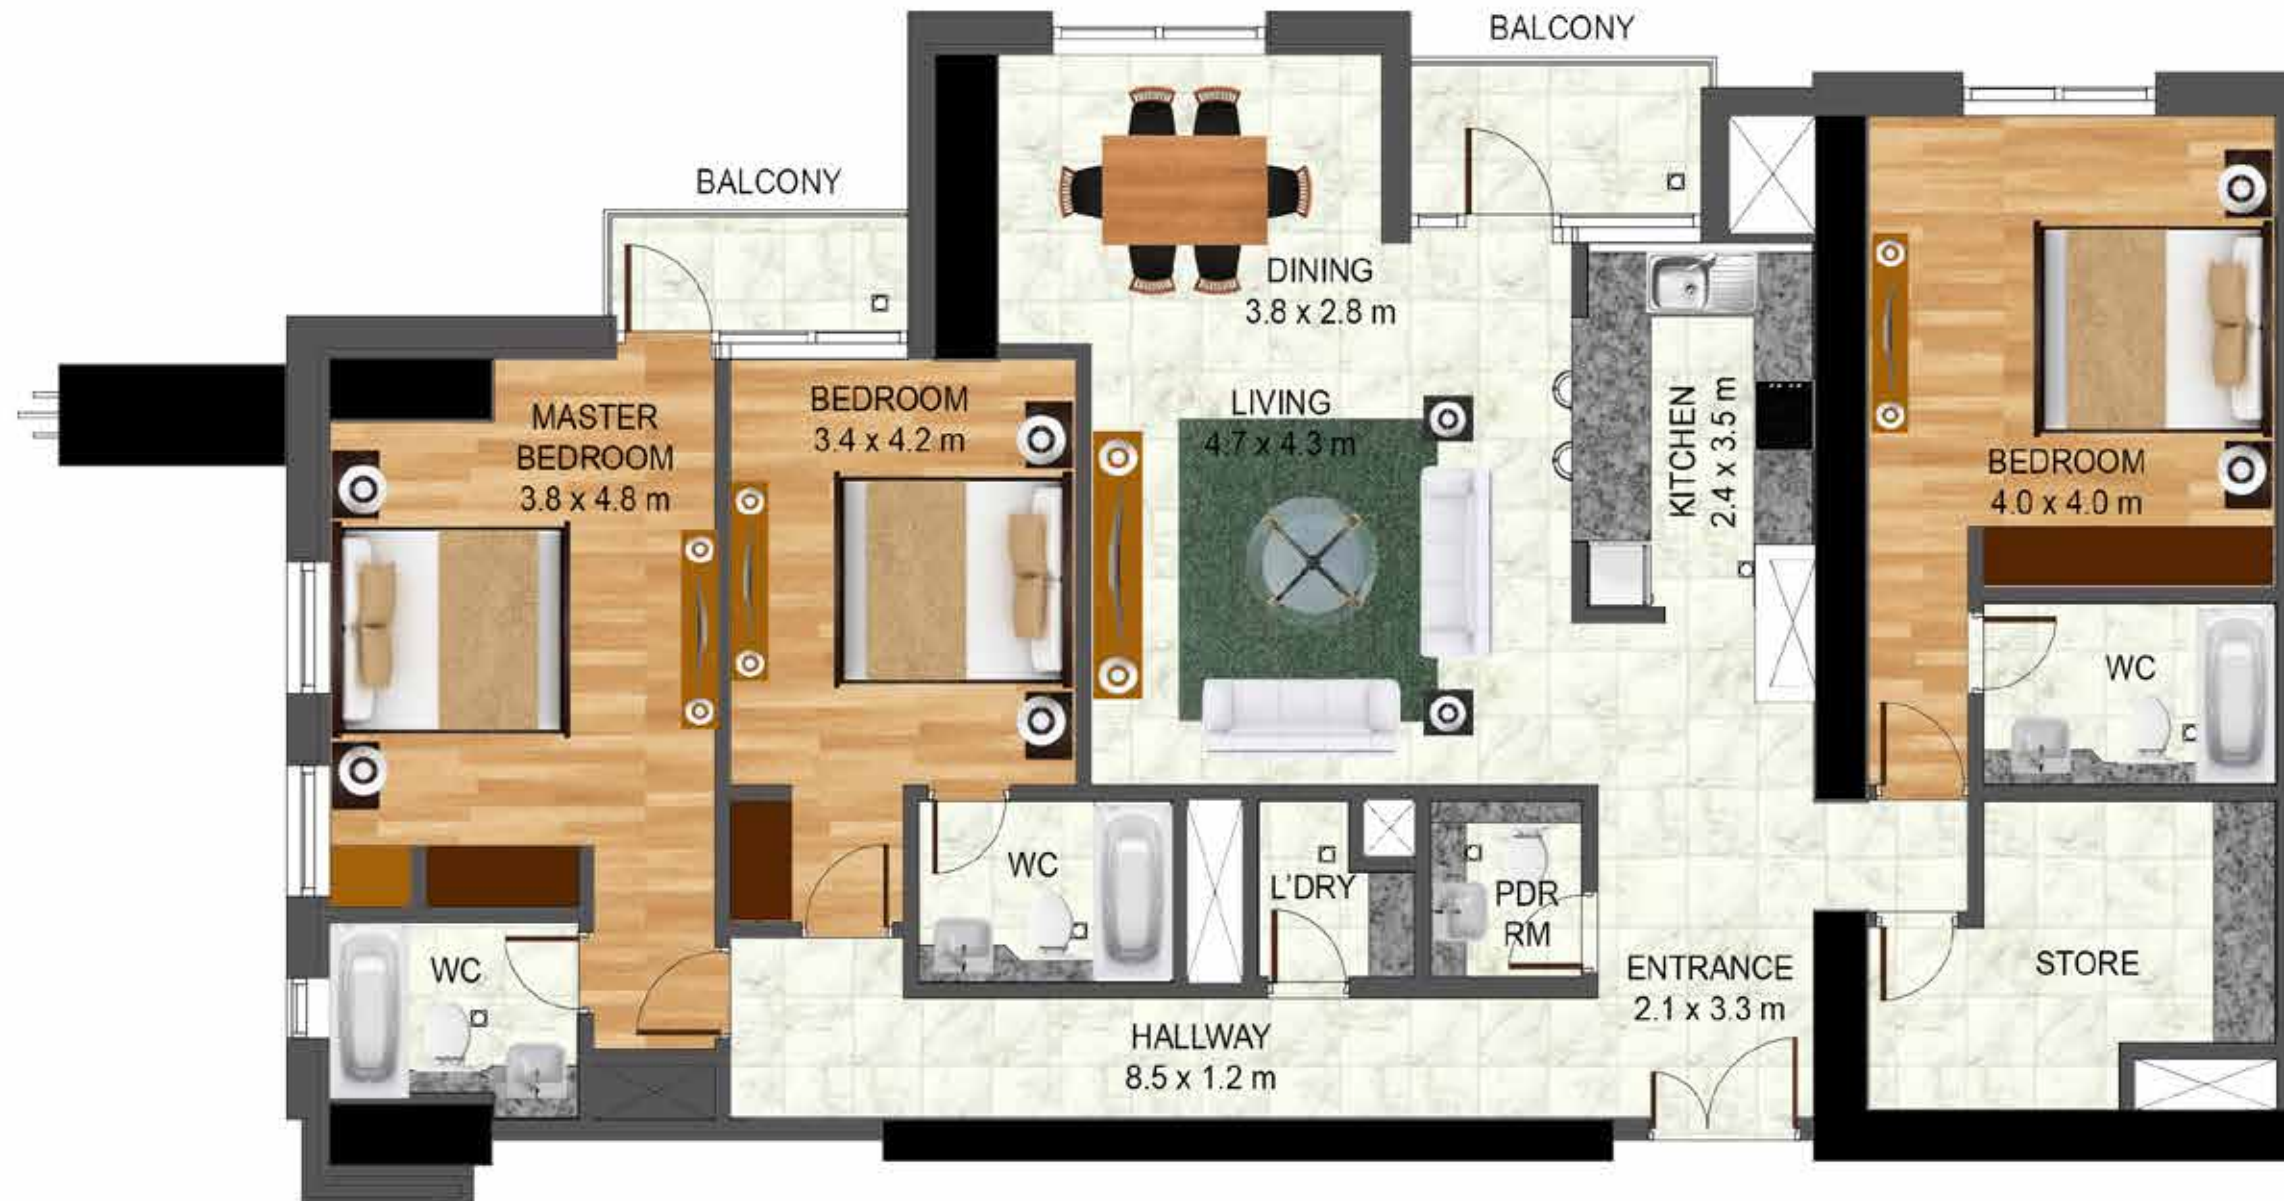 BALCONY
BALCONY
DINING
3.8 x 2.8 m
MASTER
BEDROOM
3.8 x 4.8 m
BEDROOM
3.4 x 4.2 m
LIVING
4.7 x 4.3 m
KITCHEN
2.4 x 3.5 m
BEDROOM
4.0 x 4.0 m
WC
WC
L'DRY
PDR
RM
WC
ENTRANCE
2.1 x 3.3 m
STORE
HALLWAY
8.5 x 1.2 m